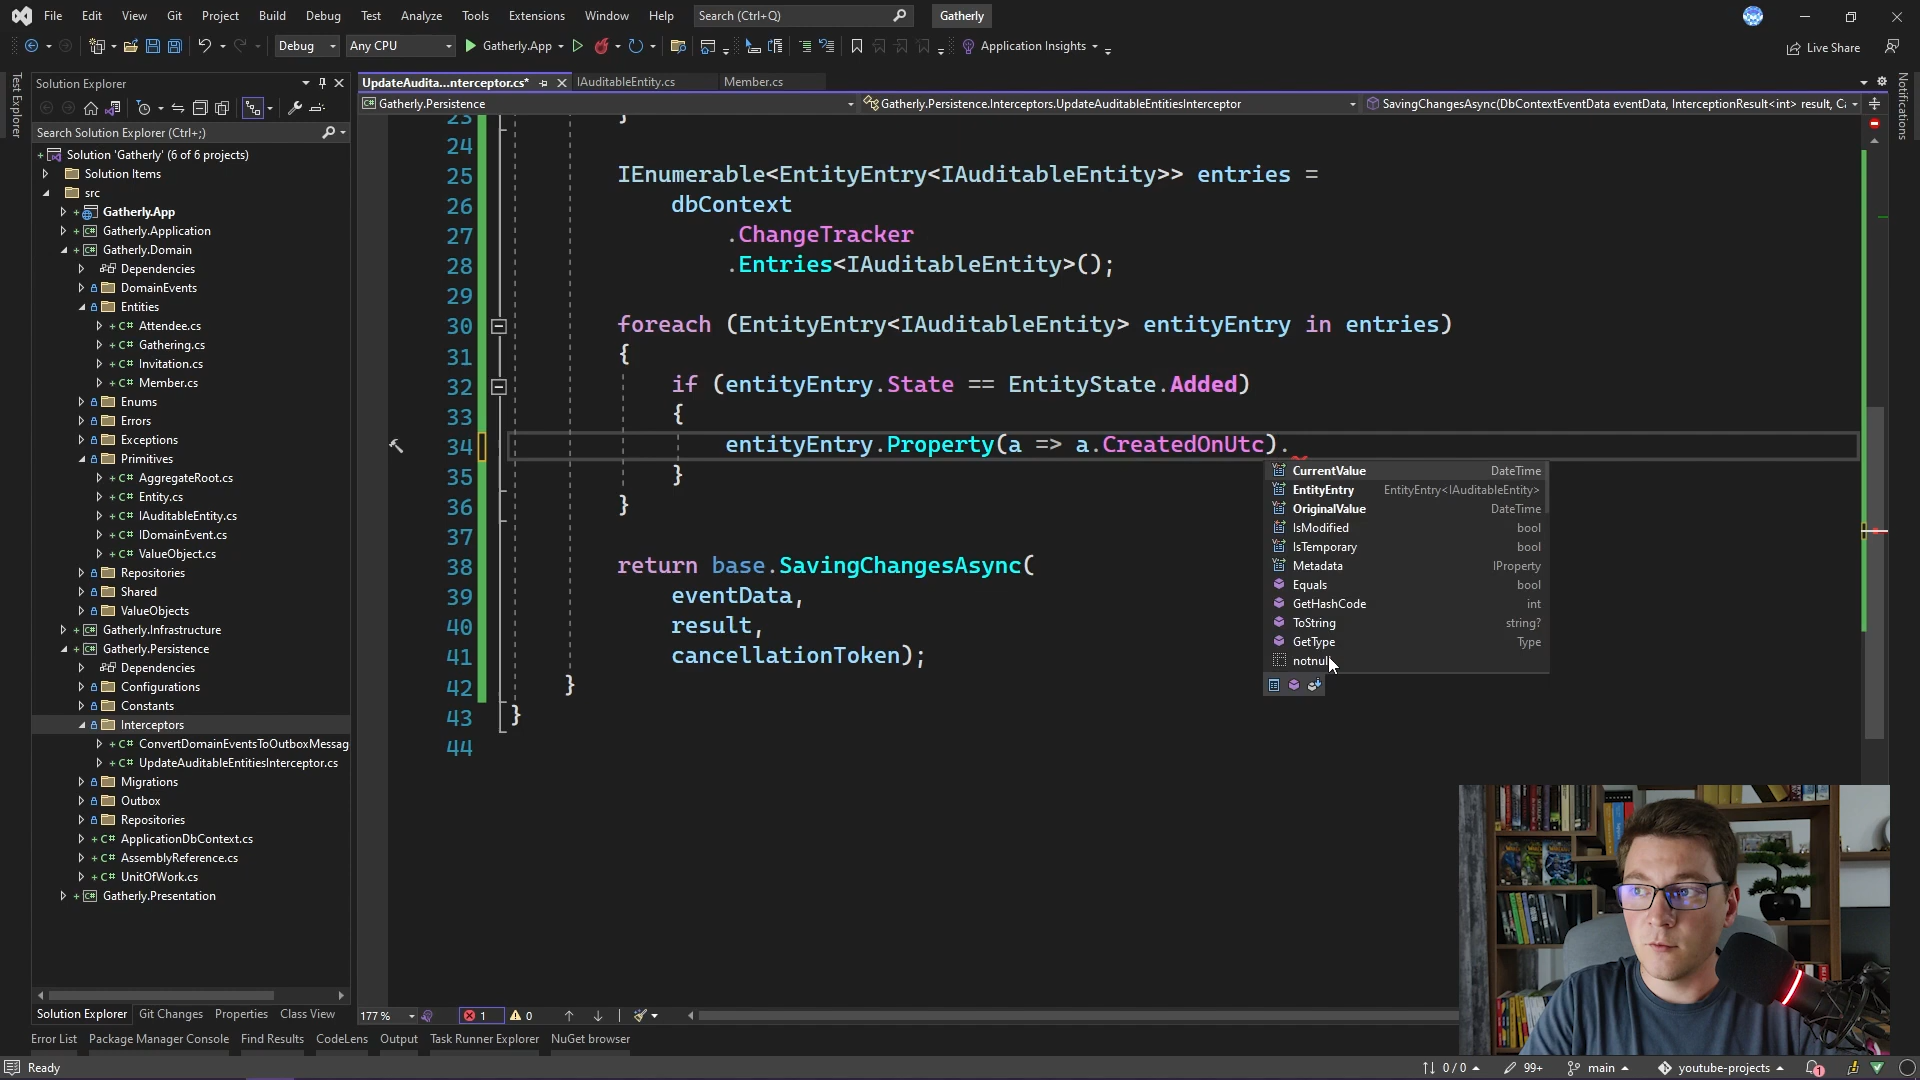 File Edit View Git Project Build Debug Test Analyze Tools Extensions Window Help Search (Ctrl+Q) Gatherly
Debug Any CPU Gatherly.App Application Insights Live Share
Test Explorer
Notifications
Solution Explorer
Search Solution Explorer (Ctrl+;)
Solution 'Gatherly' (6 of 6 projects)
Solution Items
src
Gatherly.App
Gatherly.Application
Gatherly.Domain
Dependencies
DomainEvents
Entities
C# Attendee.cs
C# Gathering.cs
C# Invitation.cs
C# Member.cs
Enums
Errors
Exceptions
Primitives
C# AggregateRoot.cs
C# Entity.cs
C# IAuditableEntity.cs
C# IDomainEvent.cs
C# ValueObject.cs
Repositories
Shared
ValueObjects
Gatherly.Infrastructure
Gatherly.Persistence
Dependencies
Configurations
Constants
Interceptors
C# ConvertDomainEventsToOutboxMessag
C# UpdateAuditableEntitiesInterceptor.cs
Migrations
Outbox
Repositories
C# ApplicationDbContext.cs
C# AssemblyReference.cs
C# UnitOfWork.cs
Gatherly.Presentation
Solution Explorer Git Changes Properties Class View
UpdateAudita...nterceptor.cs* IAuditableEntity.cs Member.cs
Gatherly.Persistence Gatherly.Persistence.Interceptors.UpdateAuditableEntitiesInterceptor SavingChangesAsync(DbContextEventData eventData, InterceptionResult<int> result, Ca
23 }
24
25 IEnumerable<EntityEntry<IAuditableEntity>> entries =
26 dbContext
27 .ChangeTracker
28 .Entries<IAuditableEntity>();
29
30 foreach (EntityEntry<IAuditableEntity> entityEntry in entries)
31 {
32 if (entityEntry.State == EntityState.Added)
33 {
34 entityEntry.Property(a => a.CreatedOnUtc).
35 }
36 }
37
38 return base.SavingChangesAsync(
39 eventData,
40 result,
41 cancellationToken);
42 }
43 }
44
CurrentValue DateTime
EntityEntry EntityEntry<IAuditableEntity>
OriginalValue DateTime
IsModified bool
IsTemporary bool
Metadata IProperty
Equals bool
GetHashCode int
ToString string?
GetType Type
notnull
177 % 1 0
Error List Package Manager Console Find Results CodeLens Output Task Runner Explorer NuGet browser
Ready 0 / 0 99+ main youtube-projects 1